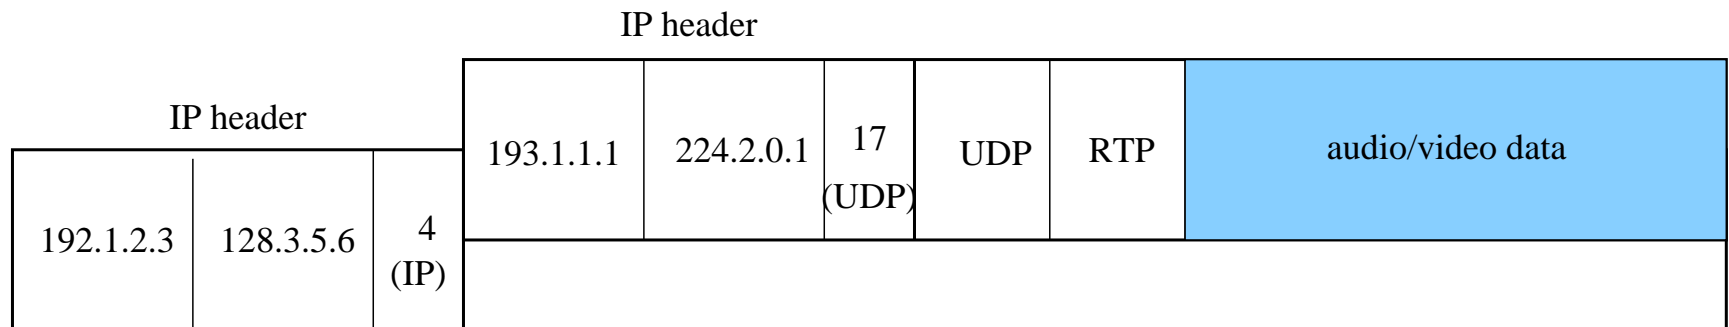 IP header
IP header
193.1.1.1
224.2.0.1
17
(UDP)
UDP
RTP
audio/video data
192.1.2.3
128.3.5.6
4
(IP)